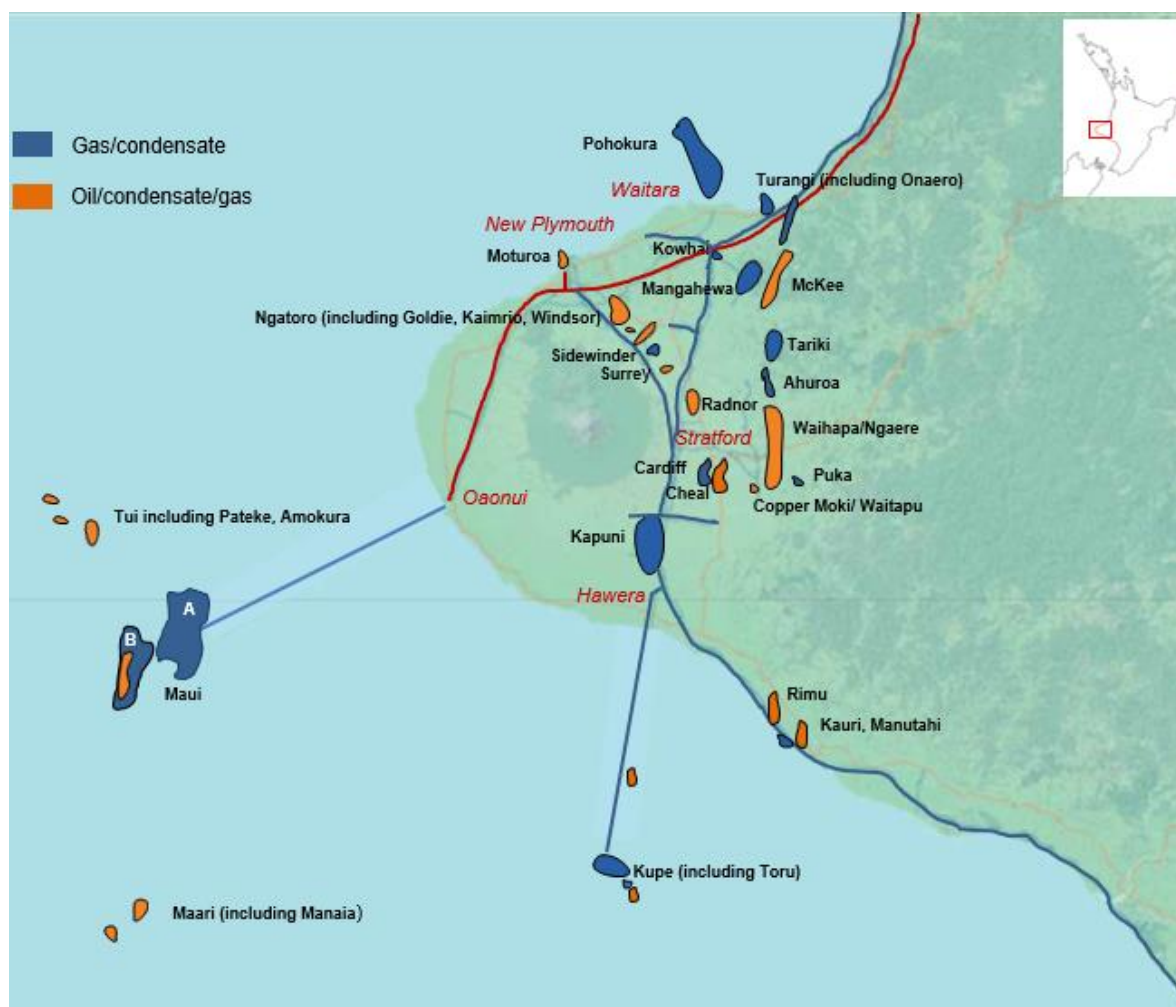 Gas/condensate
Oil/condensate/gas
Pohokura
Waitara
Turangi (including Onaero)
New Plymouth
Moturoa
Kowhai
Mangahewa
McKee
Ngatoro (including Goldie, Kaimrio, Windsor)
Sidewinder
Surrey
Tariki
Ahuroa
Radnor
Waihapa/Ngaere
Stratford
Cardiff
Cheal
Puka
Copper Moki/ Waitapu
Oaonui
Tui including Pateke, Amokura
Kapuni
Hawera
A
B
Maui
Rimu
Kauri, Manutahi
Kupe (including Toru)
Maari (including Manaia)